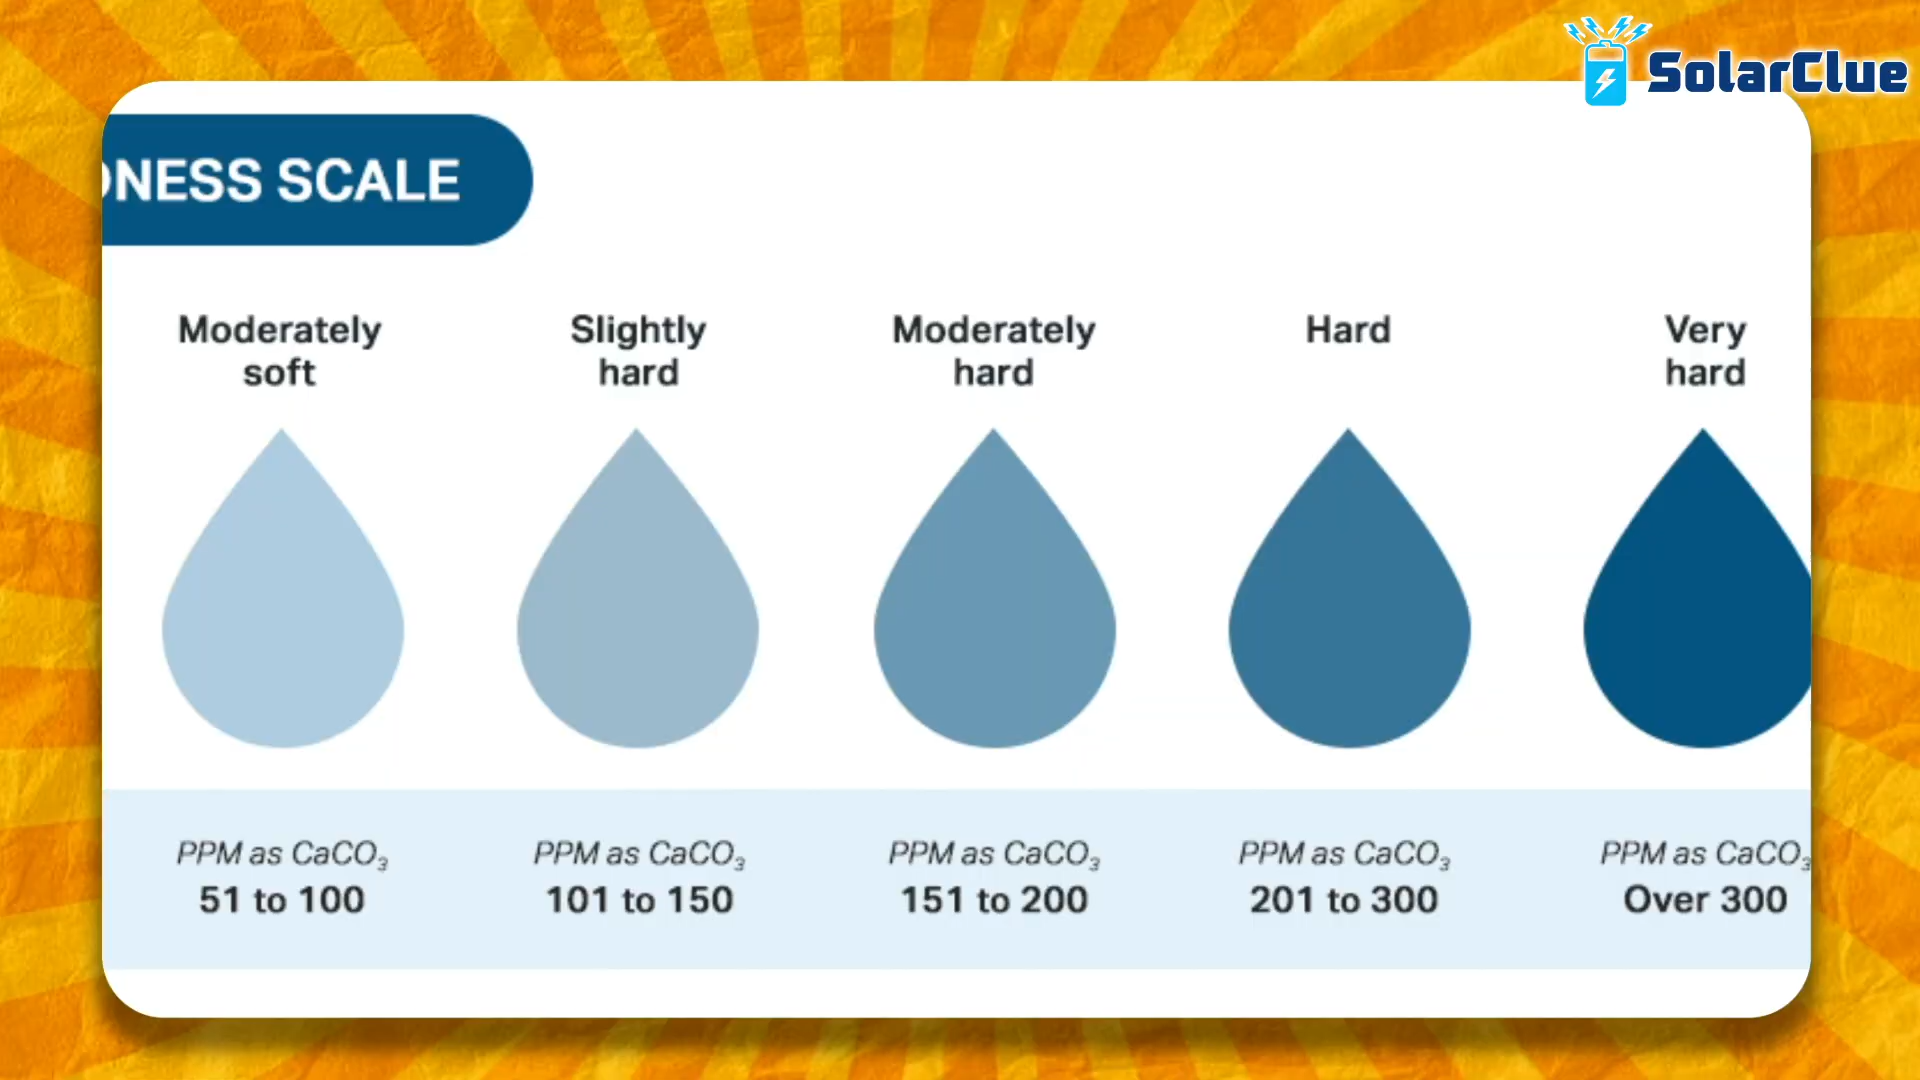 SolarClue
NESS SCALE
Moderately
soft
Slightly
hard
Moderately
hard
Hard
Very
hard
PPM as CaCO₃
51 to 100
PPM as CaCO₃
101 to 150
PPM as CaCO₃
151 to 200
PPM as CaCO₃
201 to 300
PPM as CaCO₃
Over 300